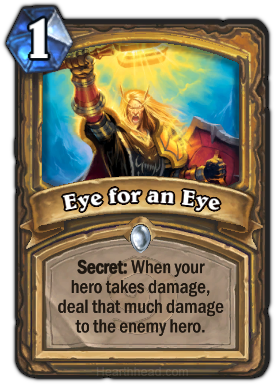 1
Eye for an Eye
Secret: When your
hero takes damage,
deal that much damage
to the enemy hero.
Hearthhead.com